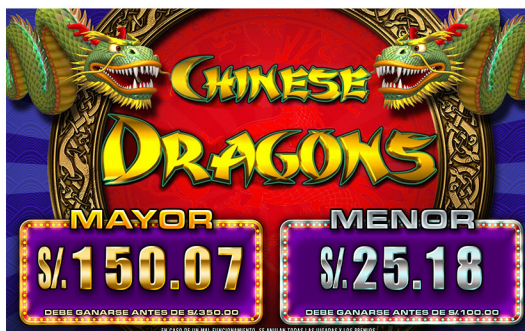 CHINESE
DRAGONS
MAYOR
S/.150.07
DEBE GANARSE ANTES DE S/.350.00
MENOR
S/.25.18
DEBE GANARSE ANTES DE S/.100.00
EN CASO DE UN MAL FUNCIONAMIENTO, SE ANULAN TODAS LAS JUGADAS Y LOS PREMIOS